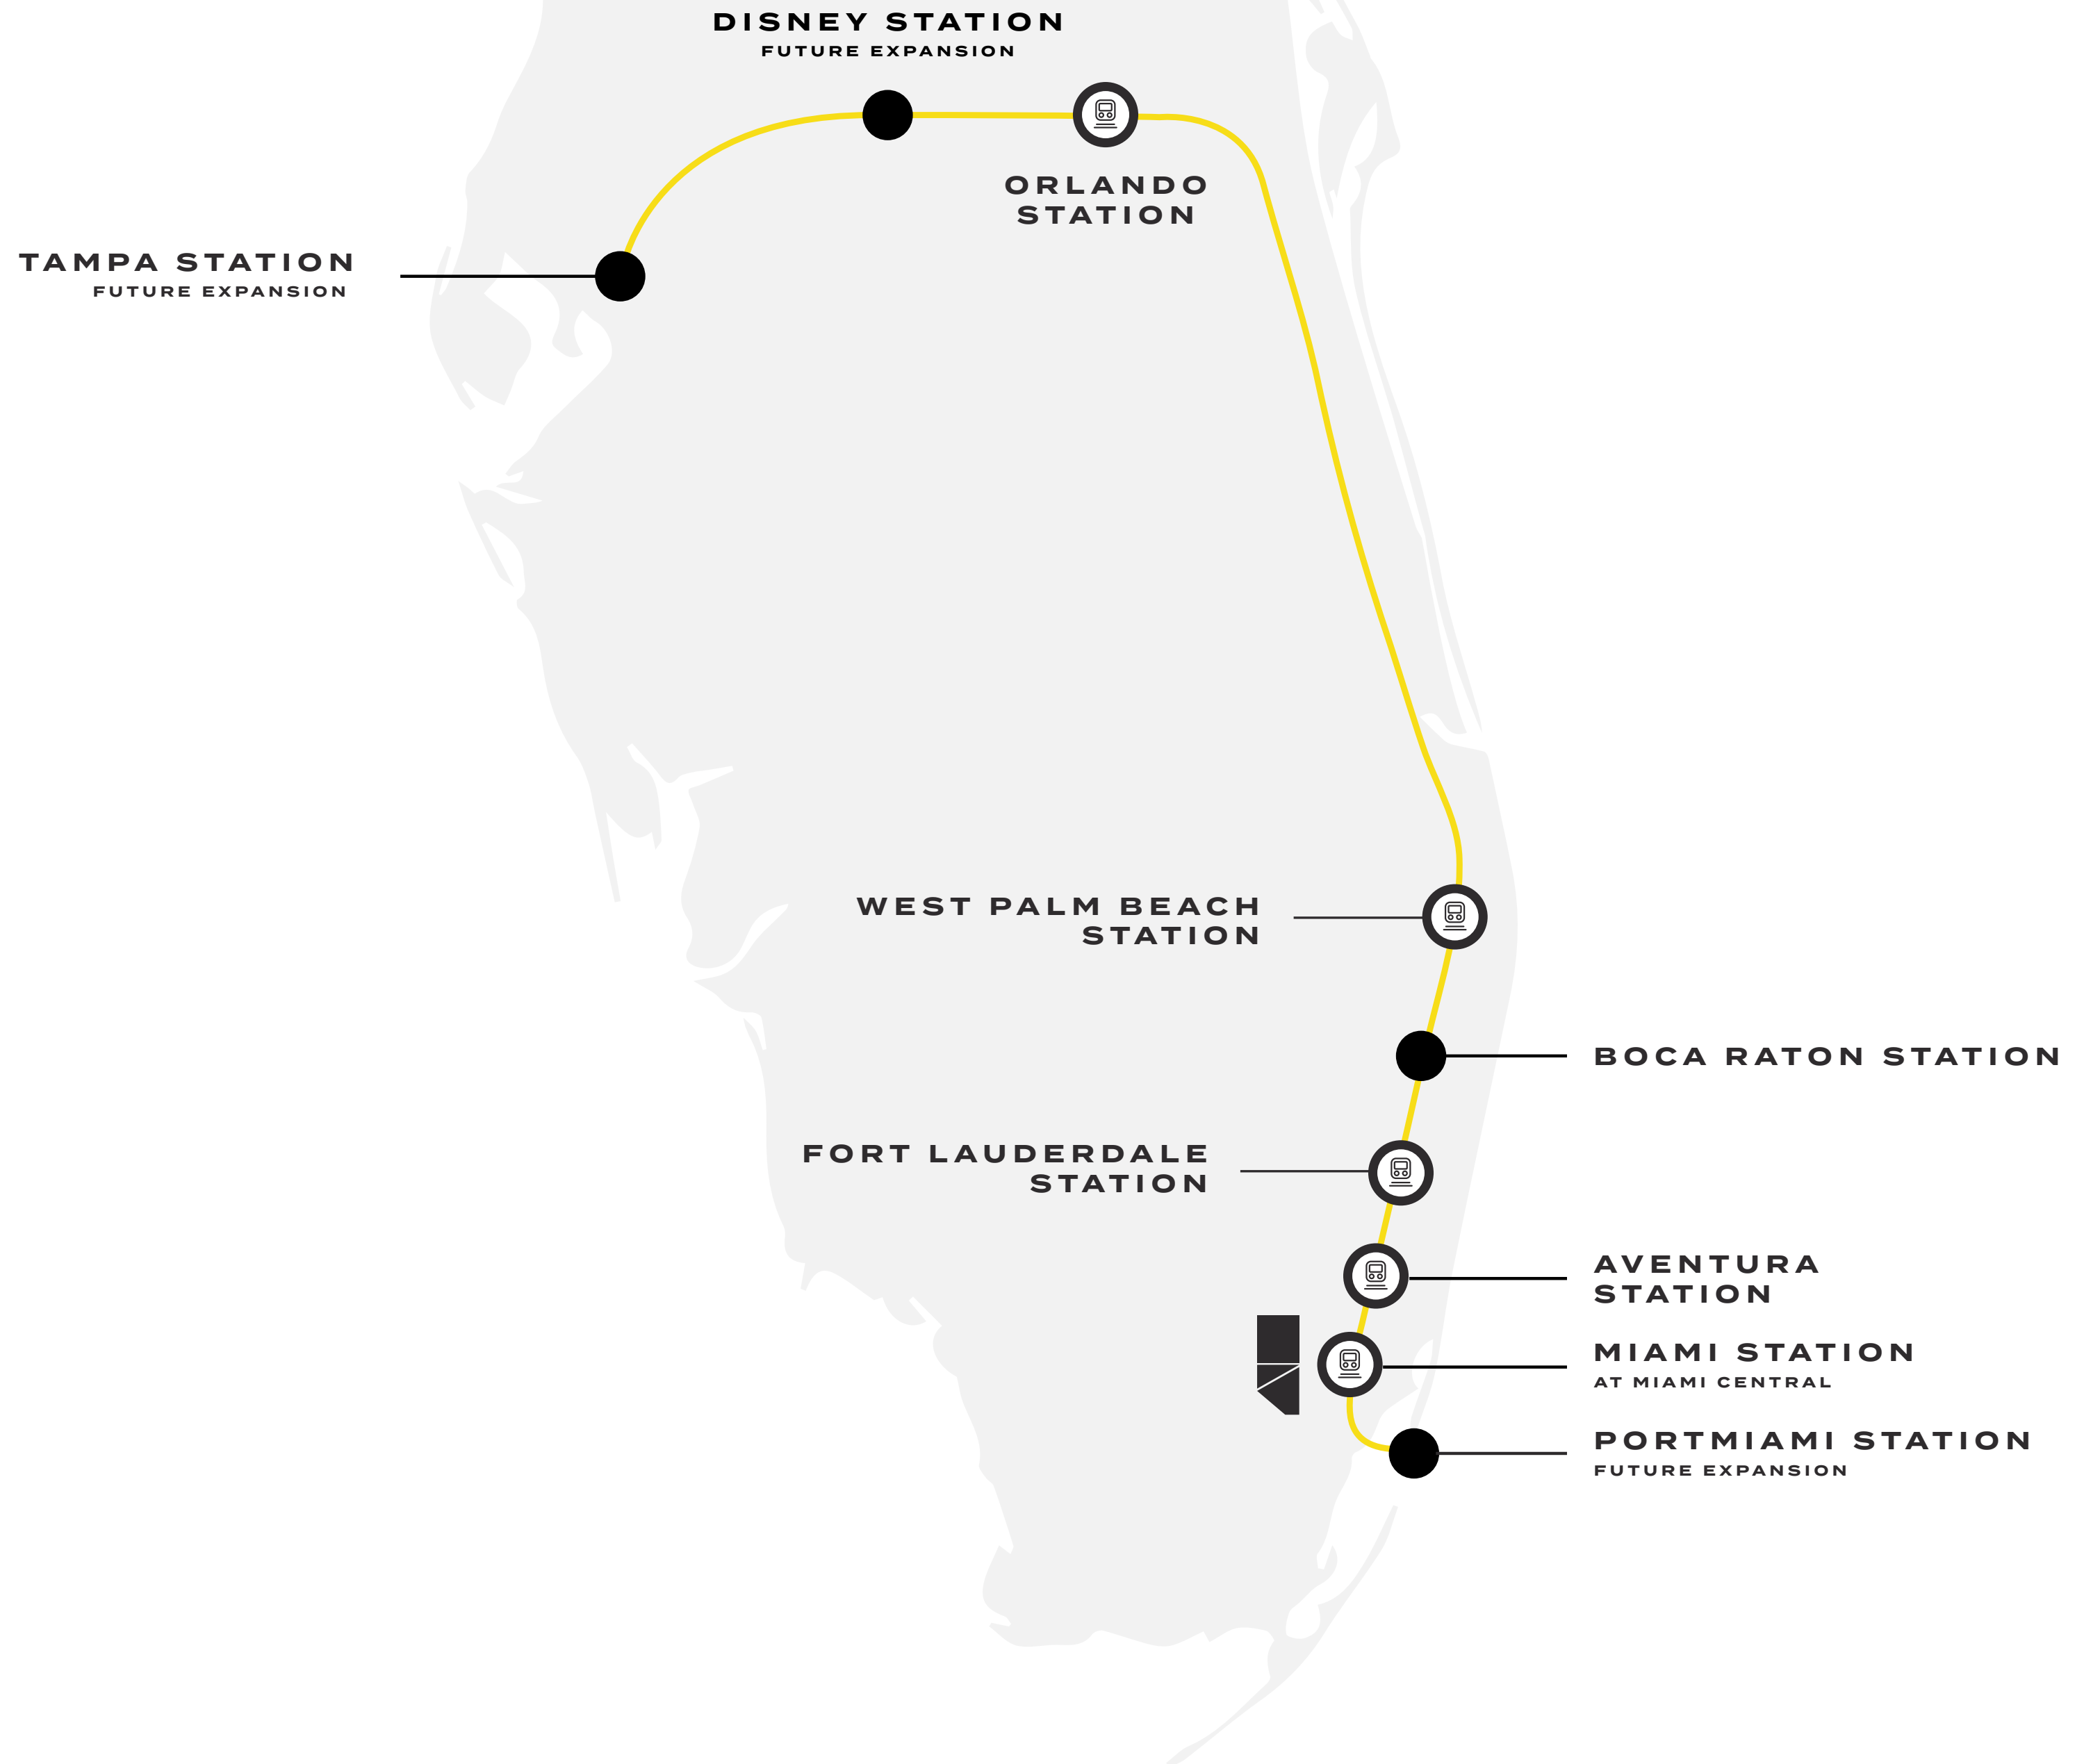 DISNEY STATION
FUTURE EXPANSION
ORLANDO
STATION
TAMPA STATION
FUTURE EXPANSION
WEST PALM BEACH
STATION
BOCA RATON STATION
FORT LAUDERDALE
STATION
AVENTURA
STATION
MIAMI STATION
AT MIAMI CENTRAL
PORTMIAMI STATION
FUTURE EXPANSION